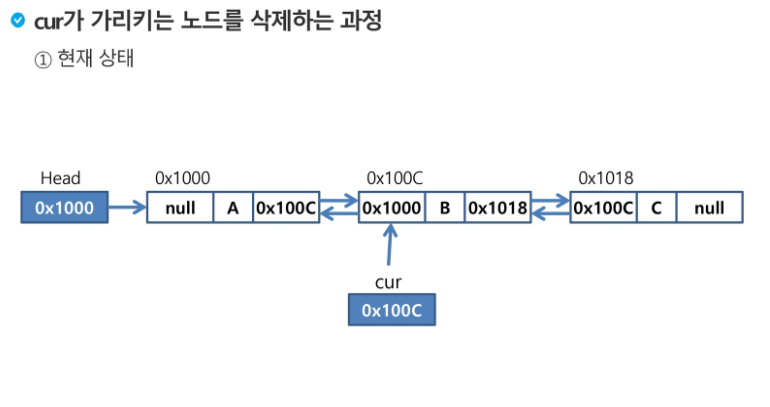 cur가 가리키는 노드를 삭제하는 과정
① 현재 상태
Head 0x1000 0x100C 0x1018
0x1000 null A 0x100C 0x1000 B 0x1018 0x100C C null
cur
0x100C